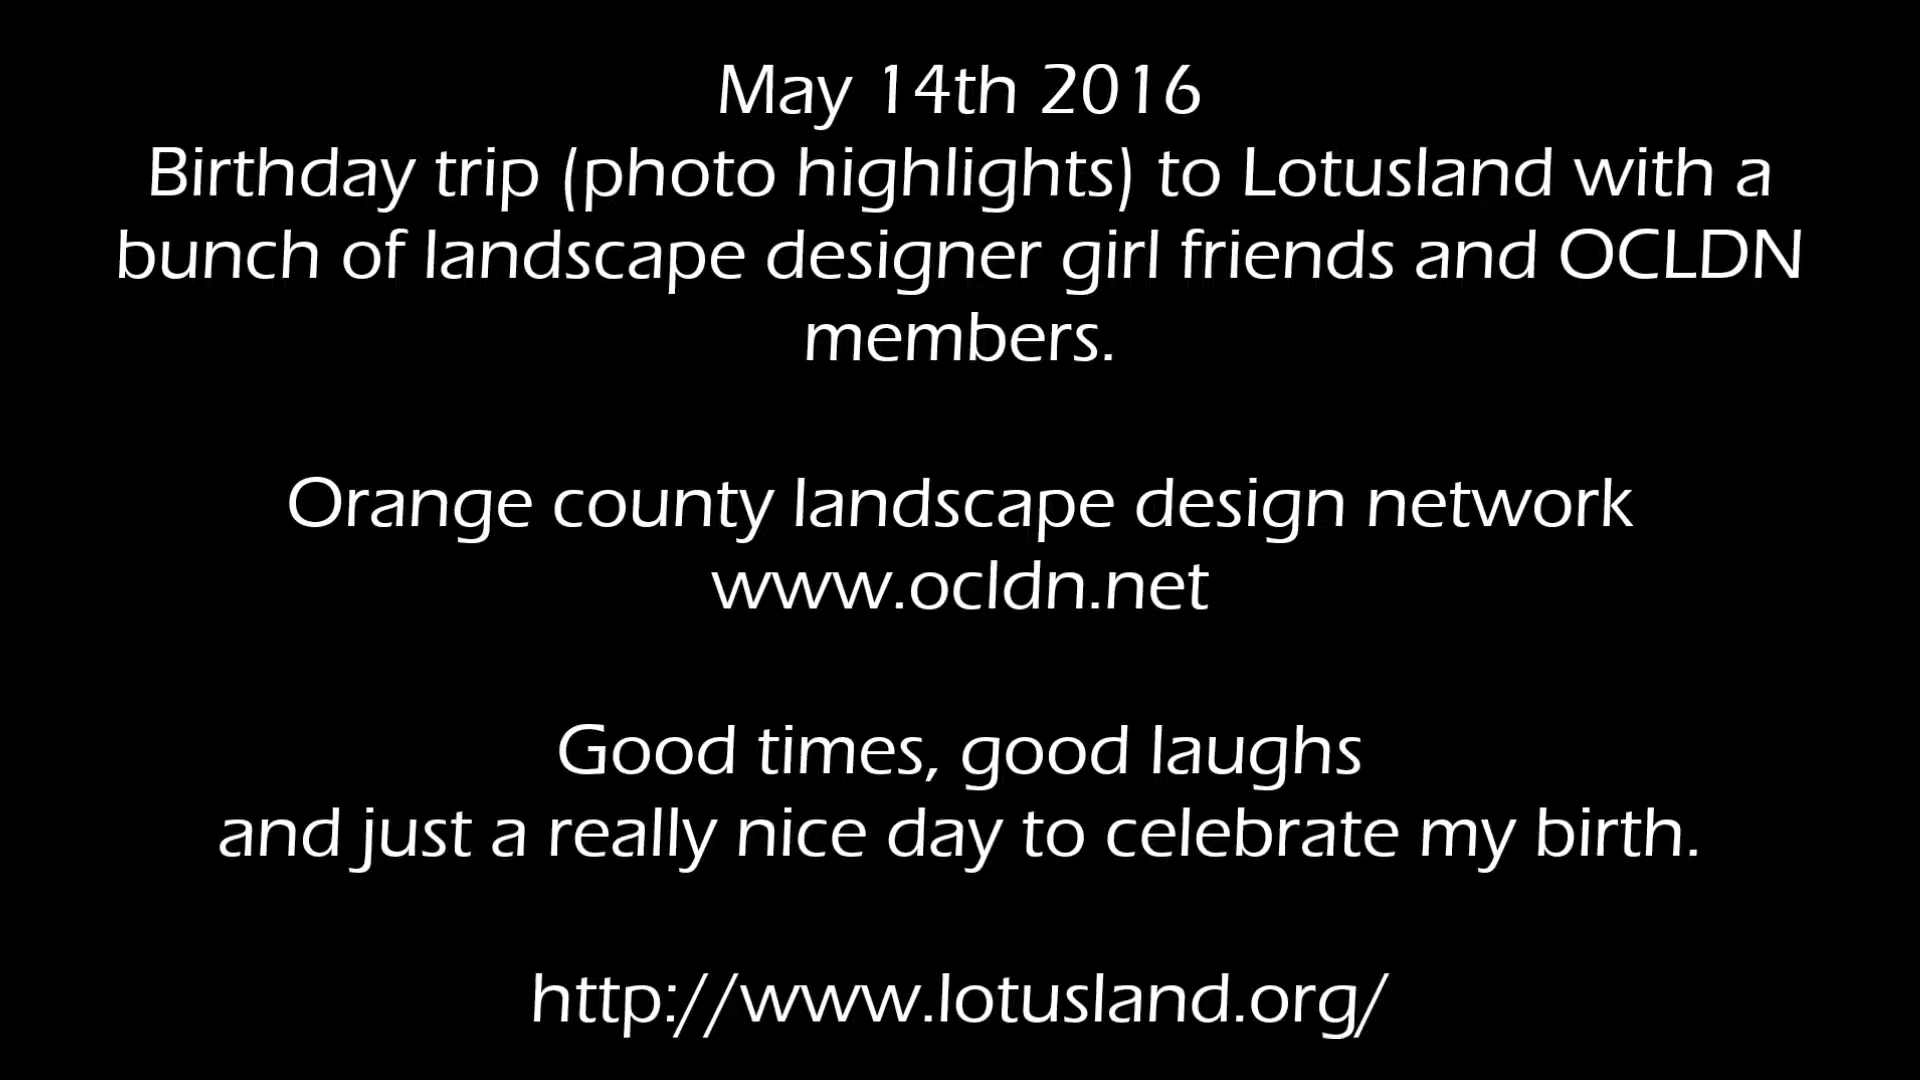 May 14th 2016
Birthday trip (photo highlights) to Lotusland with a
bunch of landscape designer girl friends and OCLDN
members.
Orange county landscape design network
www.ocldn.net
Good times, good laughs
and just a really nice day to celebrate my birth.
http://www.lotusland.org/